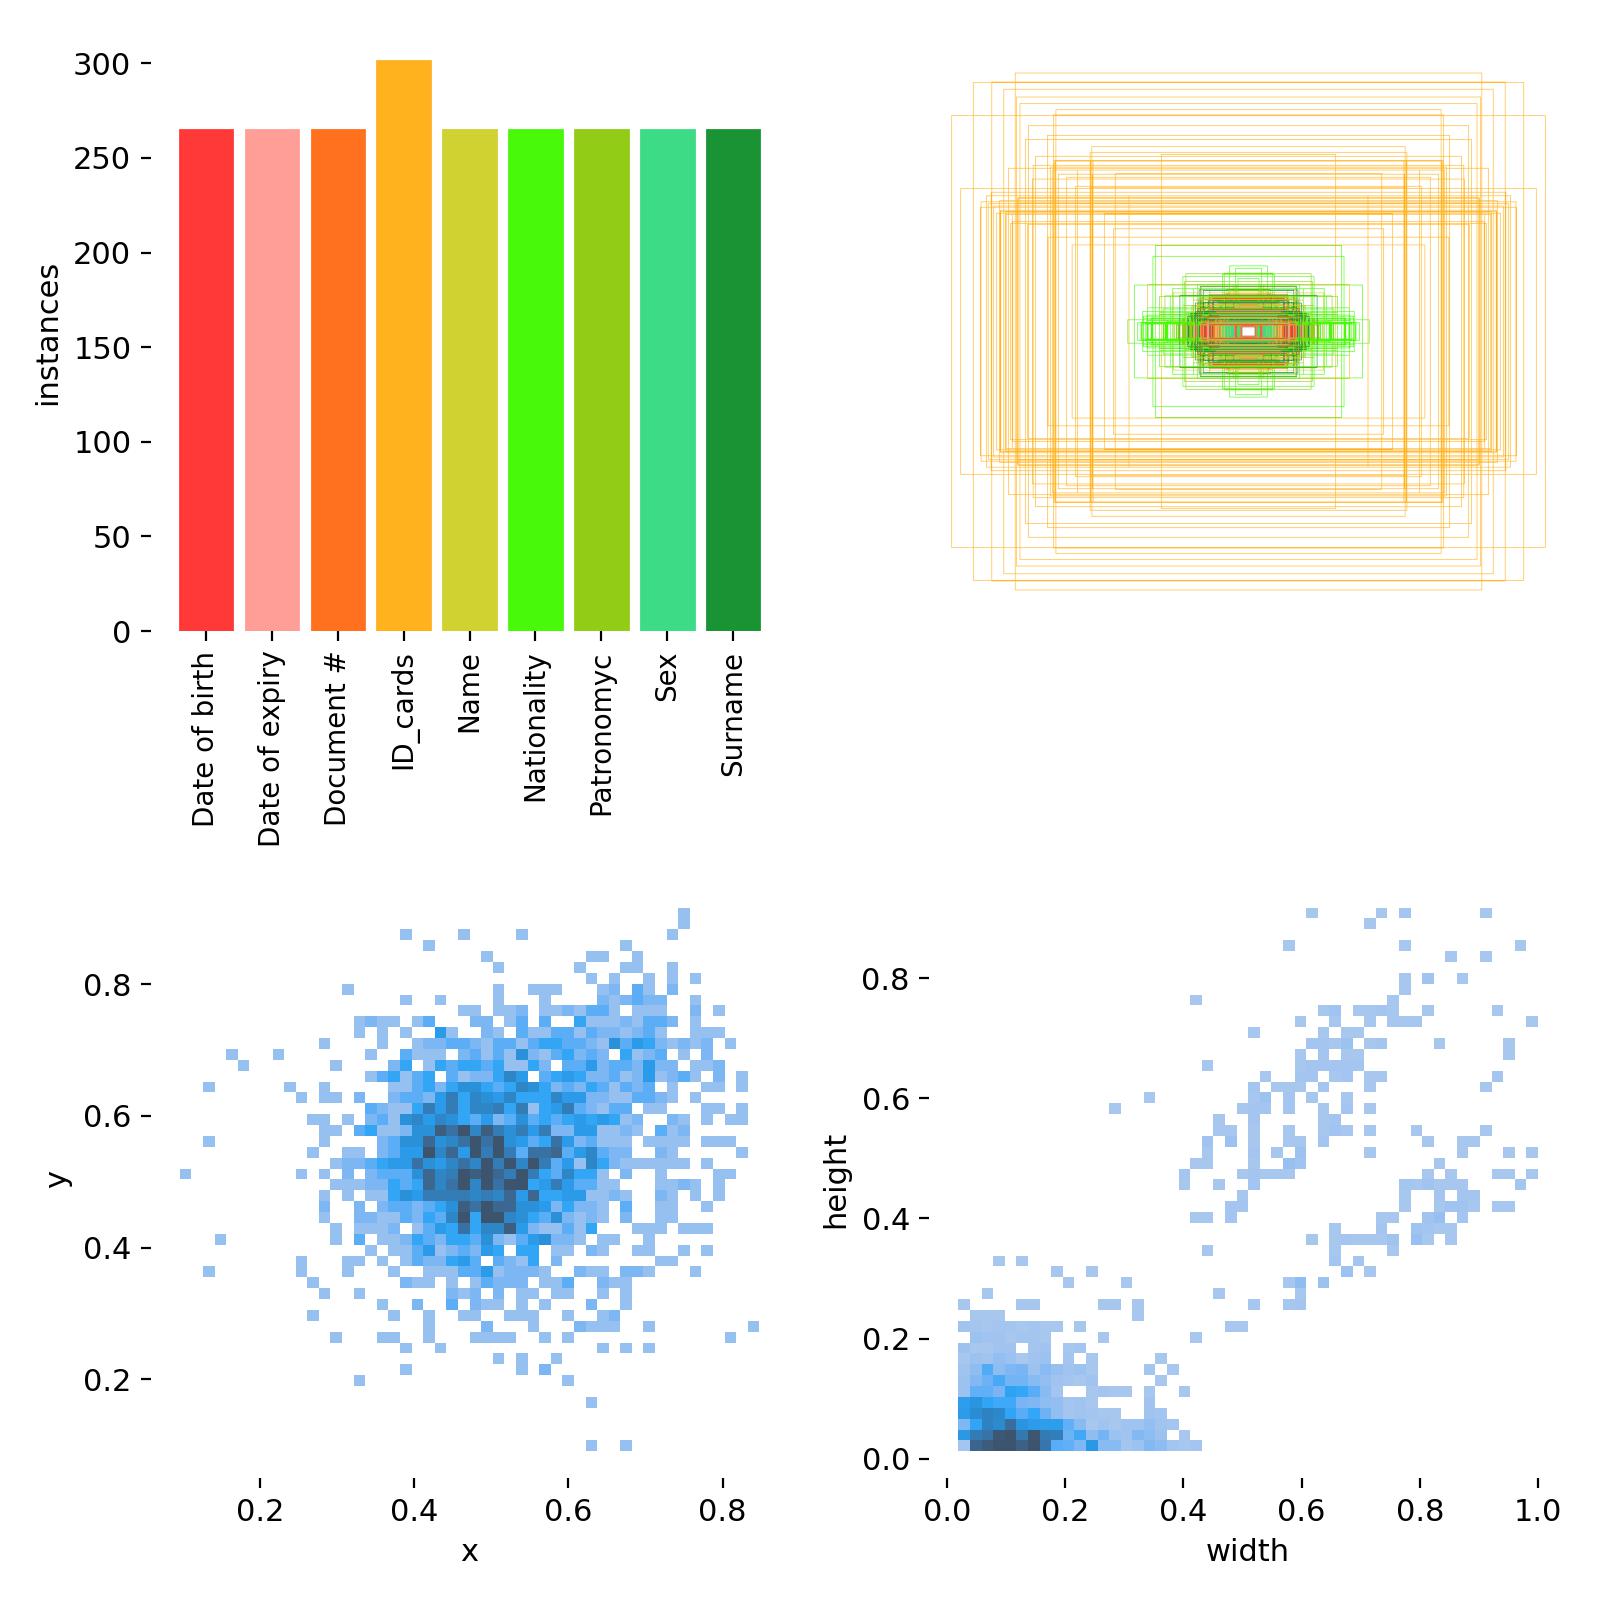 300
250
200
150
100
50
0
instances
Date of birth
Date of expiry
Document #
ID_cards
Name
Nationality
Patronomyc
Sex
Surname
0.8
0.6
0.4
0.2
y
0.2 0.4 0.6 0.8
x
0.8
0.6
0.4
0.2
0.0
height
0.0 0.2 0.4 0.6 0.8 1.0
width